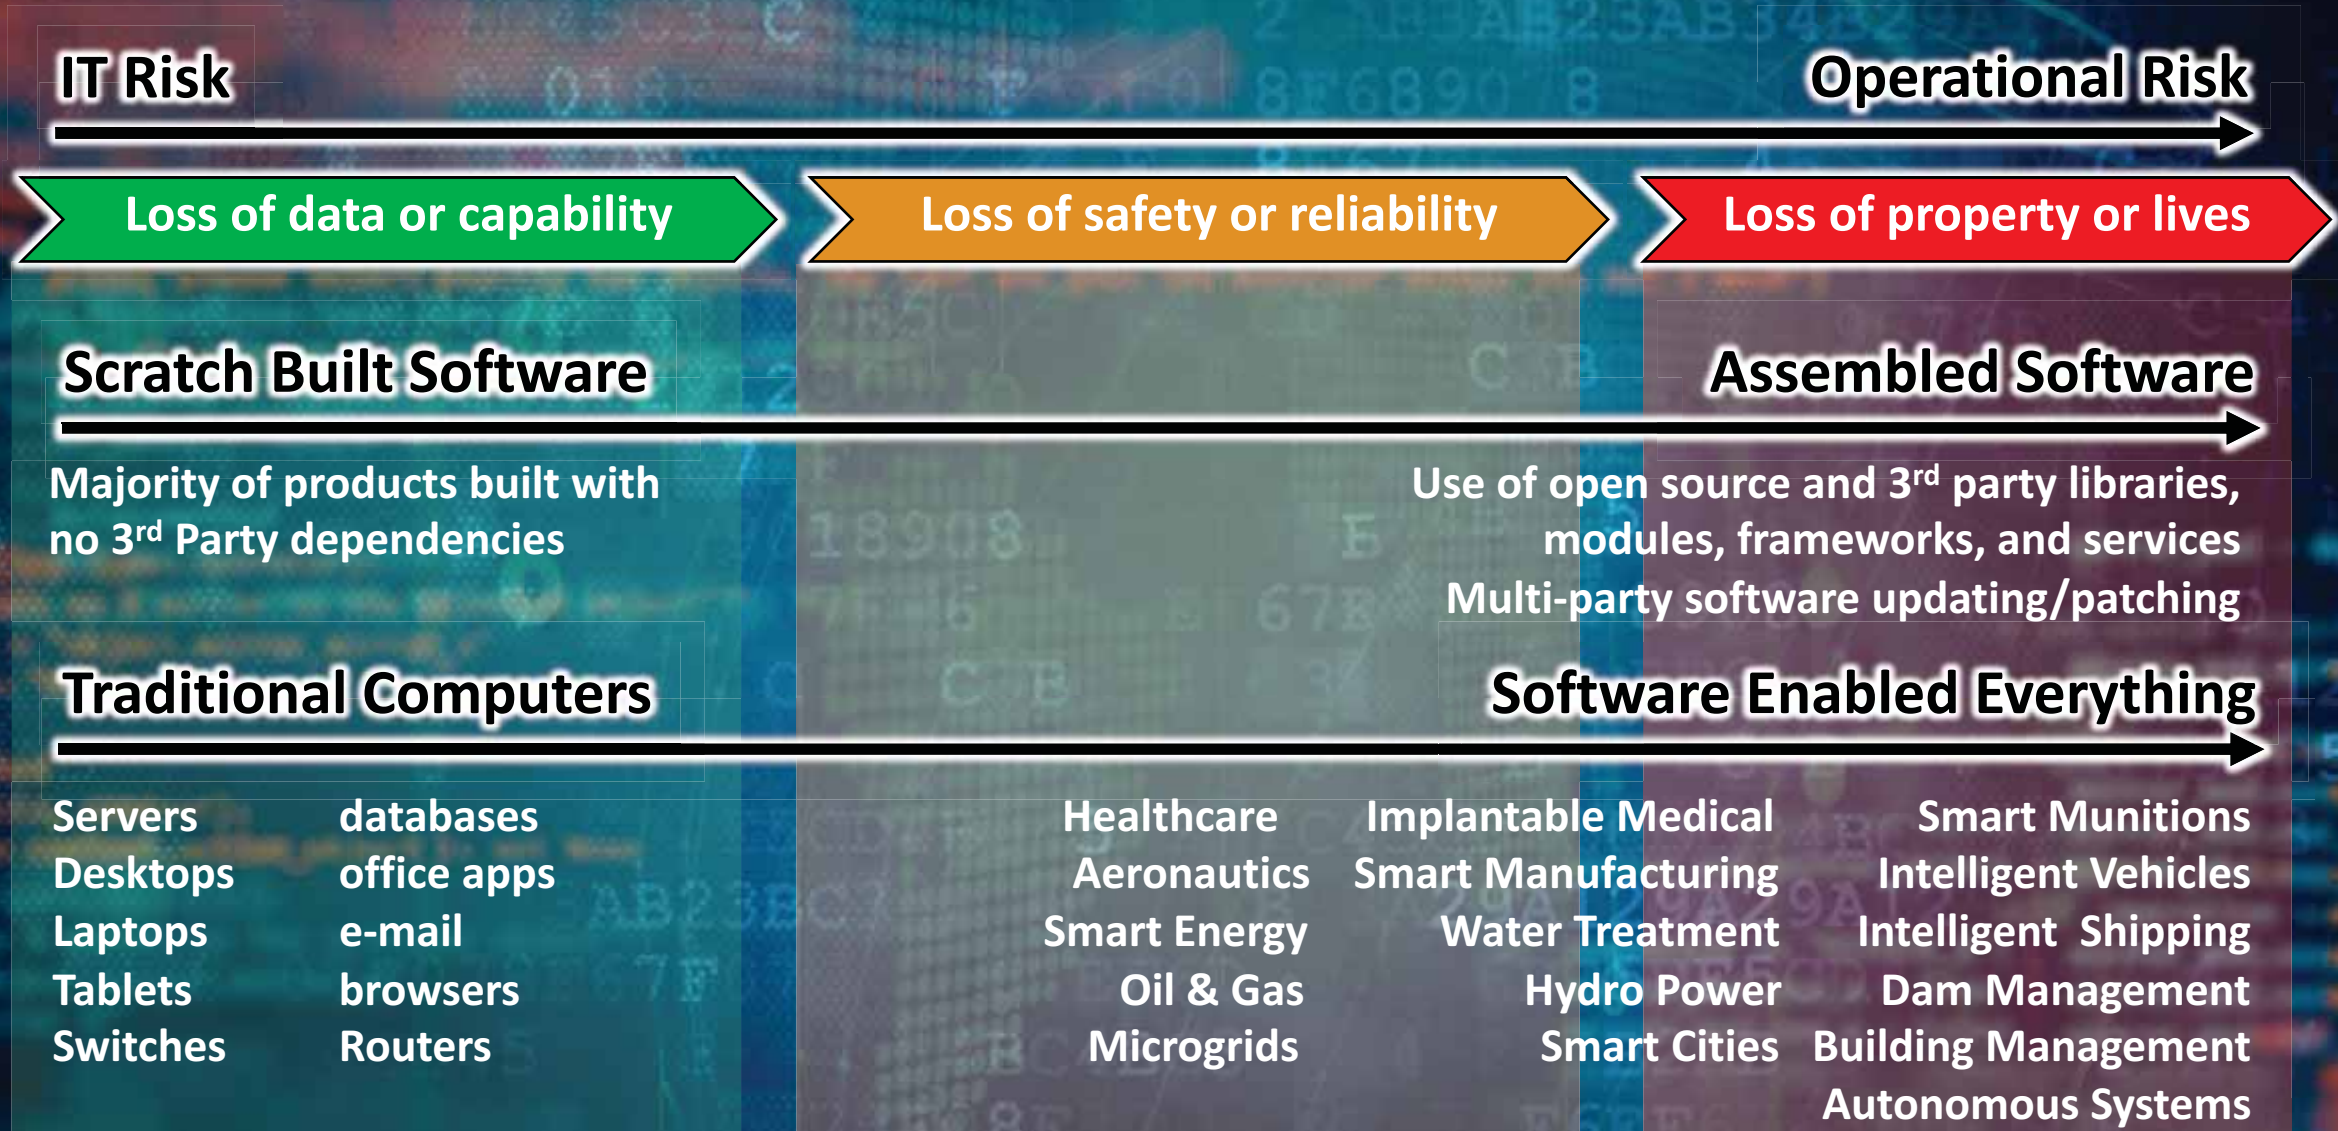 IT Risk
Operational Risk
Loss of data or capability
Loss of safety or reliability
Loss of property or lives
Scratch Built Software
Assembled Software
Majority of products built with
no 3rd Party dependencies
Use of open source and 3rd party libraries,
modules, frameworks, and services
Multi-party software updating/patching
Traditional Computers
Software Enabled Everything
Servers databases
Desktops office apps
Laptops e-mail
Tablets browsers
Switches Routers
Healthcare Implantable Medical Smart Munitions
Aeronautics Smart Manufacturing Intelligent Vehicles
Smart Energy Water Treatment Intelligent Shipping
Oil & Gas Hydro Power Dam Management
Microgrids Smart Cities Building Management
Autonomous Systems